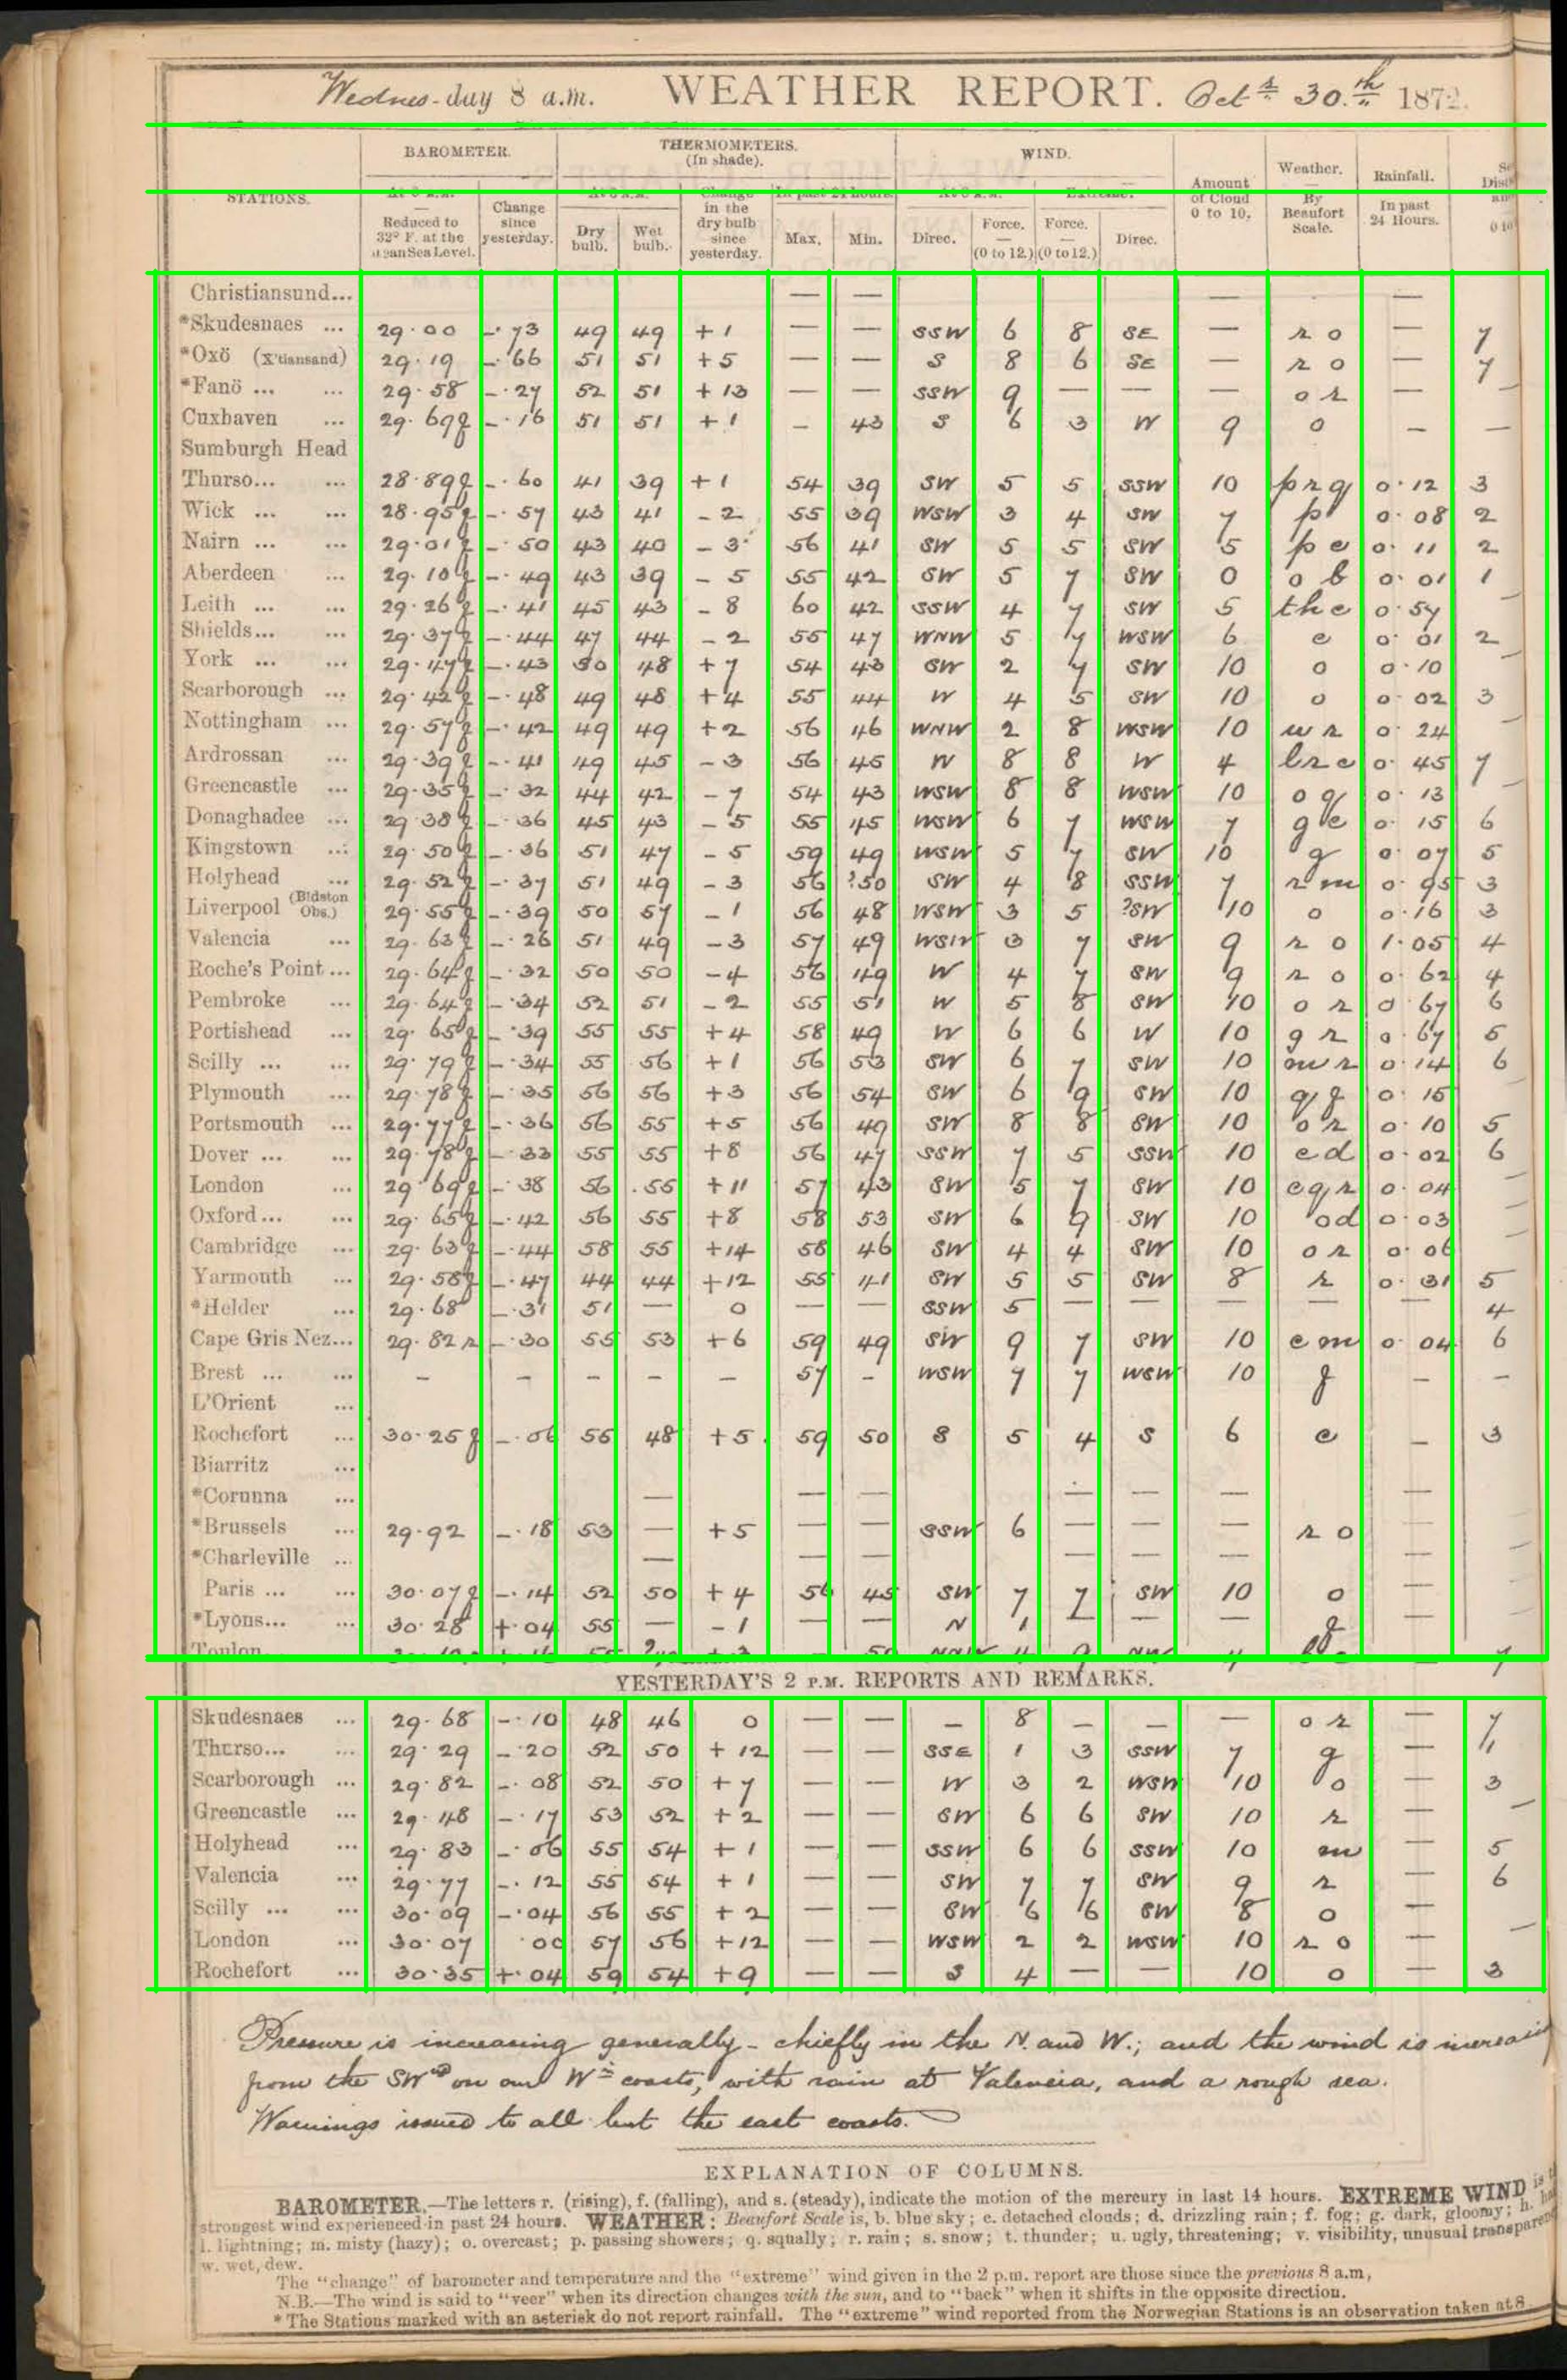 Wednes-day 8 a.m. WEATHER REPORT. Oct.r 30.th 1872.
BAROMETER. THERMOMETERS. (In shade). WIND.
STATIONS. At 8 A.M. Reduced to 32° F. at the Mean Sea Level. Change since yesterday. At 8 A.M. Dry bulb. Wet bulb. Change in the dry bulb since yesterday. In past 24 hours. Max. Min. At 8 A.M. Direc. Force. (0 to 12.) Extreme. Force. (0 to 12.) Direc. Amount of Cloud 0 to 10. Weather. By Beaufort Scale. Rainfall. In past 24 Hours.
Christiansund... — — — —
*Skudesnaes ... 29.00 -.73 49 49 +1 — — SSW 6 8 SE — r o — 7
*Oxö (X'tiansand) 29.19 -.66 51 51 +5 — — S 8 6 SE — r o — 7
*Fanö ... ... 29.58 -.27 52 51 +13 — — SSW 9 — — — o r — —
Cuxhaven ... 29.69f -.16 51 51 +1 — 43 S 6 3 W 9 o — —
Sumburgh Head
Thurso... ... 28.89f -.60 41 39 +1 54 39 SW 5 5 SSW 10 p r q 0.12 3
Wick ... ... 28.95f -.57 43 41 -2 55 39 WSW 3 4 SW 7 p 0.08 2
Nairn ... ... 29.01f -.50 43 40 -3 56 41 SW 5 5 SW 5 p c 0.11 2
Aberdeen ... 29.10f -.49 43 39 -5 55 42 SW 5 7 SW 0 o b 0.01 1
Leith ... ... 29.26f -.41 45 43 -8 60 42 SSW 4 7 SW 5 the 0.57 —
Shields... ... 29.37f -.44 47 44 -2 55 47 WNW 5 7 WSW 6 c 0.01 2
York ... ... 29.47f -.43 50 48 +7 54 43 SW 2 7 SW 10 o 0.10 —
Scarborough ... 29.42f -.48 49 48 +4 55 44 W 4 5 SW 10 o 0.02 3
Nottingham ... 29.57f -.42 49 49 +2 56 46 WNW 2 8 WSW 10 w r 0.24 —
Ardrossan ... 29.39f -.41 49 45 -3 56 45 W 8 8 W 4 b r c 0.45 7
Greencastle ... 29.35f -.32 44 42 -7 54 43 WSW 8 8 WSW 10 o q 0.13 —
Donaghadee ... 29.38f -.36 45 43 -5 55 45 WSW 6 7 WSW 7 g c 0.15 6
Kingstown ... 29.50f -.36 51 47 -5 59 49 WSW 5 7 SW 10 g 0.07 5
Holyhead ... 29.52f -.37 51 49 -3 56 ?50 SW 4 8 SSW 7 r m 0.95 3
Liverpool (Bidston Obs.) 29.55f -.39 50 57 -1 56 48 WSW 3 5 ?SW 10 o 0.16 3
Valencia ... 29.63f -.26 51 49 -3 57 49 WSW 3 7 SW 9 r o 1.05 4
Roche's Point ... 29.64f -.32 50 50 -4 56 49 W 4 7 SW 9 r o 0.62 4
Pembroke ... 29.64f -.34 52 51 -2 55 51 W 5 8 SW 10 o r 0.67 6
Portishead ... 29.65f -.39 55 55 +4 58 49 W 6 6 W 10 g r 0.67 5
Scilly ... ... 29.79f -.34 55 56 +1 56 53 SW 6 7 SW 10 m r 0.14 6
Plymouth ... 29.78f -.35 56 56 +3 56 54 SW 6 9 SW 10 q f 0.15
Portsmouth ... 29.77f -.36 56 55 +5 56 49 SW 8 8 SW 10 o r 0.10 5
Dover ... ... 29.78f -.33 55 55 +8 56 47 SSW 7 5 SSW 10 c d 0.02 6
London ... 29.69f -.38 56 55 +11 57 43 SW 5 7 SW 10 c q r 0.04 —
Oxford... ... 29.65f -.42 56 55 +8 58 53 SW 6 9 SW 10 o d 0.03 —
Cambridge ... 29.63f -.44 58 55 +14 58 46 SW 4 4 SW 10 o r 0.06 —
Yarmouth ... 29.58f -.47 44 44 +12 55 41 SW 5 5 SW 8 r 0.31 5
*Helder ... 29.68 -.31 51 — 0 — — SSW 5 — — — — — 4
Cape Gris Nez... 29.82r -.30 55 53 +6 59 49 SW 9 7 SW 10 c m 0.04 6
Brest ... ... — — — — — 57 — WSW 7 7 WSW 10 f — —
L'Orient ...
Rochefort ... 30.25f -.06 55 48 +5 59 50 S 5 4 S 6 c — 3
Biarritz ...
*Corunna ... — — — — — — —
*Brussels ... 29.92 -.18 53 — +5 — — SSW 6 — — — r o — —
*Charleville ... — — — — — — —
Paris ... ... 30.07f -.14 52 50 +4 56 45 SW 7 7 SW 10 o —
*Lyons... ... 30.28 +.04 55 — -1 — — N 1 — — — g —
Toulon
YESTERDAY'S 2 P.M. REPORTS AND REMARKS.
Skudesnaes ... 29.68 -.10 48 46 0 — — — 8 — — — o r — 7
Thurso... ... 29.29 -.20 52 50 +12 — — SSE 1 3 SSW 7 g — 1
Scarborough ... 29.82 -.08 52 50 +7 — — W 3 2 WSW 10 o — 3
Greencastle ... 29.48 -.17 53 52 +2 — — SW 6 6 SW 10 r — —
Holyhead ... 29.83 -.06 55 54 +1 — — SSW 6 6 SSW 10 m — 5
Valencia ... 29.77 -.12 55 54 +1 — — SW 7 7 SW 9 r — 6
Scilly ... ... 30.09 -.04 56 55 +2 — — SW 6 6 SW 8 o —
London ... 30.07 .00 57 56 +12 — — WSW 2 2 WSW 10 r o — —
Rochefort ... 30.35 +.04 59 54 +9 — — S 4 — — 10 o — 3
Pressure is increasing generally - chiefly in the N. and W.; and the wind is
from the SWd on our Wn coasts, with rain at Valencia, and a rough sea.
Warnings issued to all but the east coasts.
EXPLANATION OF COLUMNS.
BAROMETER.—The letters r. (rising), f. (falling), and s. (steady), indicate the motion of the mercury in last 14 hours. EXTREME WIND is
strongest wind experienced in past 24 hours. WEATHER: Beaufort Scale is, b. blue sky; c. detached clouds; d. drizzling rain; f. fog; g. dark, gloomy; h.
l. lightning; m. misty (hazy); o. overcast; p. passing showers; q. squally; r. rain; s. snow; t. thunder; u. ugly, threatening; v. visibility, unusual
w. wet, dew.
The "change" of barometer and temperature and the "extreme" wind given in the 2 p.m. report are those since the previous 8 a.m,
N.B.—The wind is said to "veer" when its direction changes with the sun, and to "back" when it shifts in the opposite direction.
* The Stations marked with an asterisk do not report rainfall. The "extreme" wind reported from the Norwegian Stations is an observation taken at 8